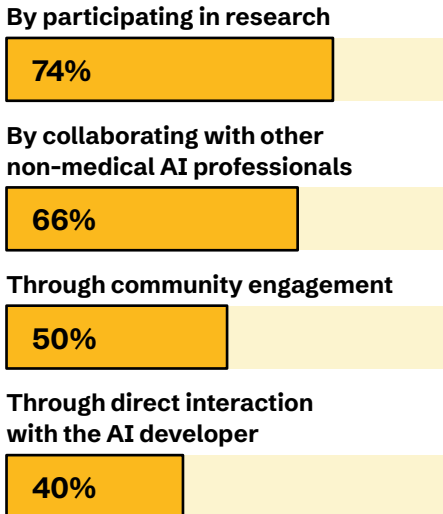 By participating in research
74%
By collaborating with other
non-medical AI professionals
66%
Through community engagement
50%
Through direct interaction
with the AI developer
40%